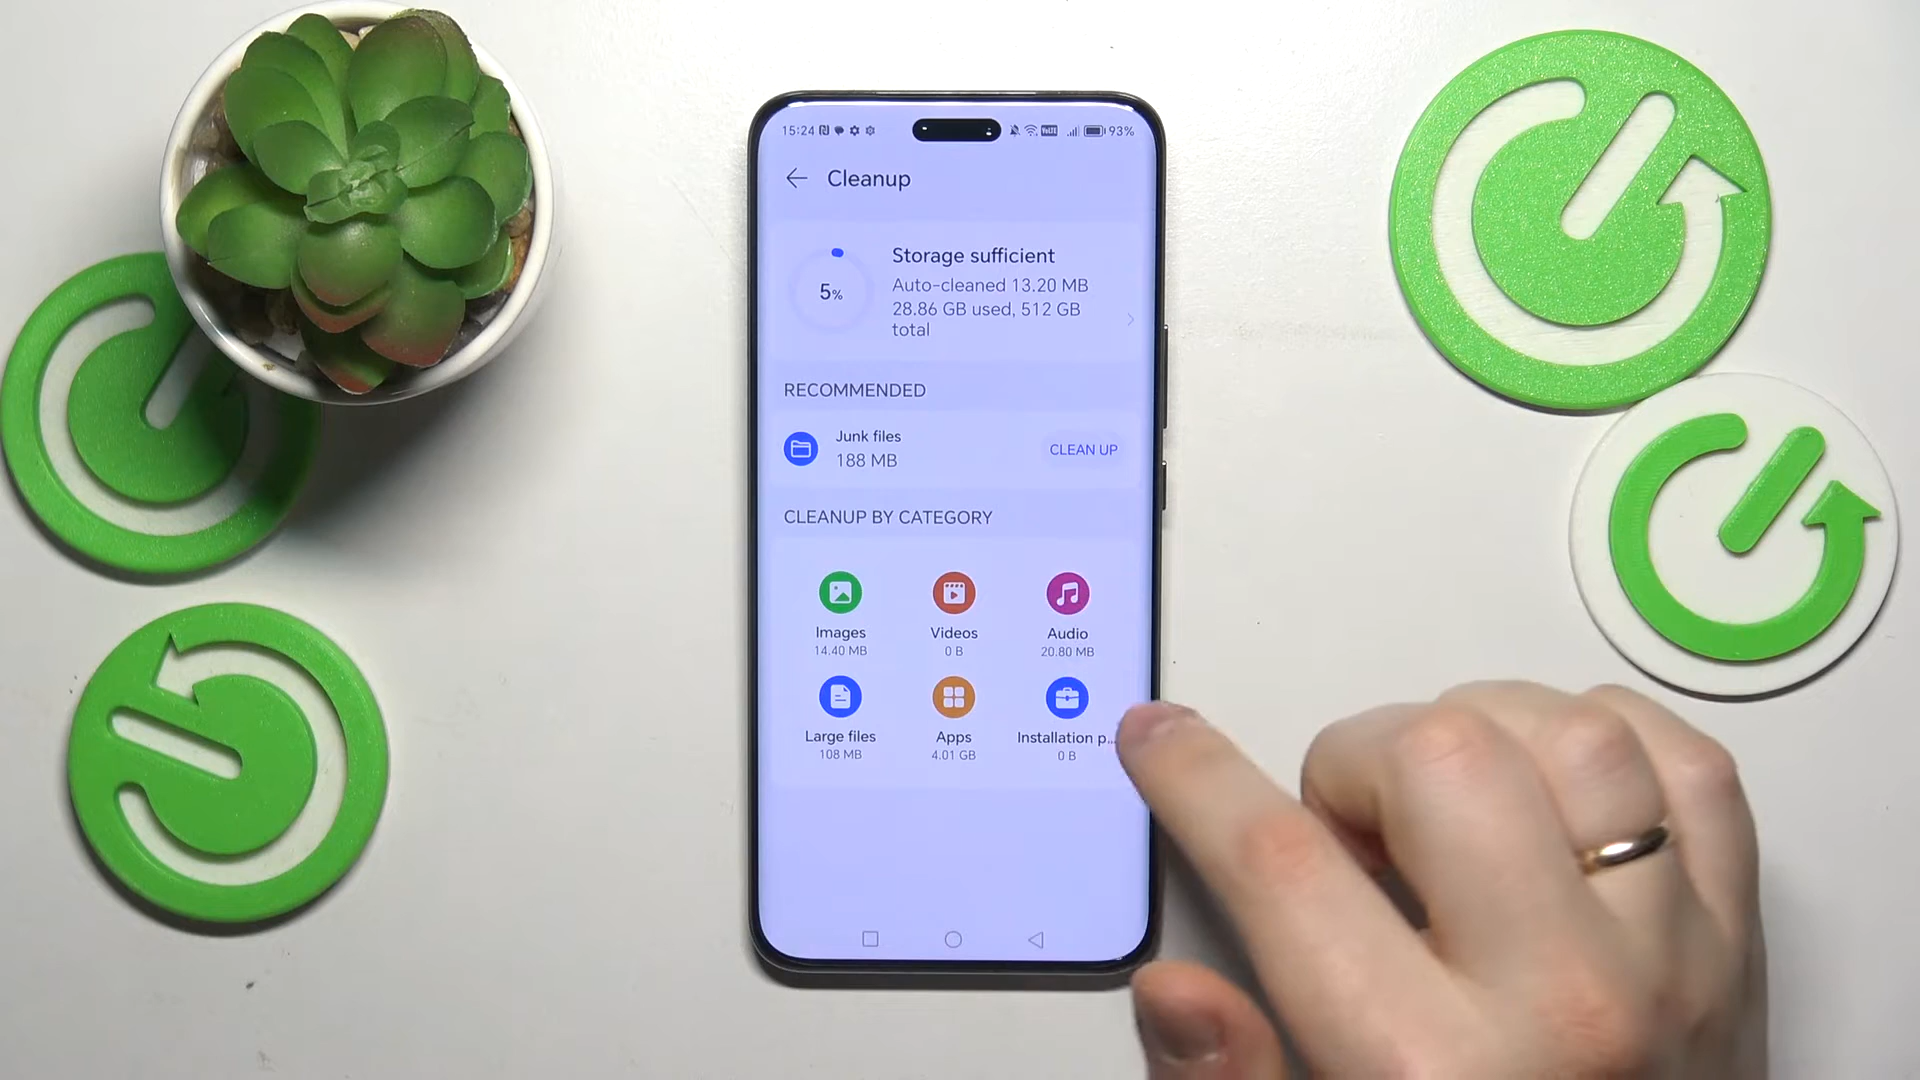 15:24 93%
Cleanup
5%
Storage sufficient
Auto-cleaned 13.20 MB
28.86 GB used, 512 GB
total
RECOMMENDED
Junk files
188 MB
CLEAN UP
CLEANUP BY CATEGORY
Images Videos Audio
14.40 MB 0 B 20.80 MB
Large files Apps Installation p...
108 MB 4.01 GB 0 B